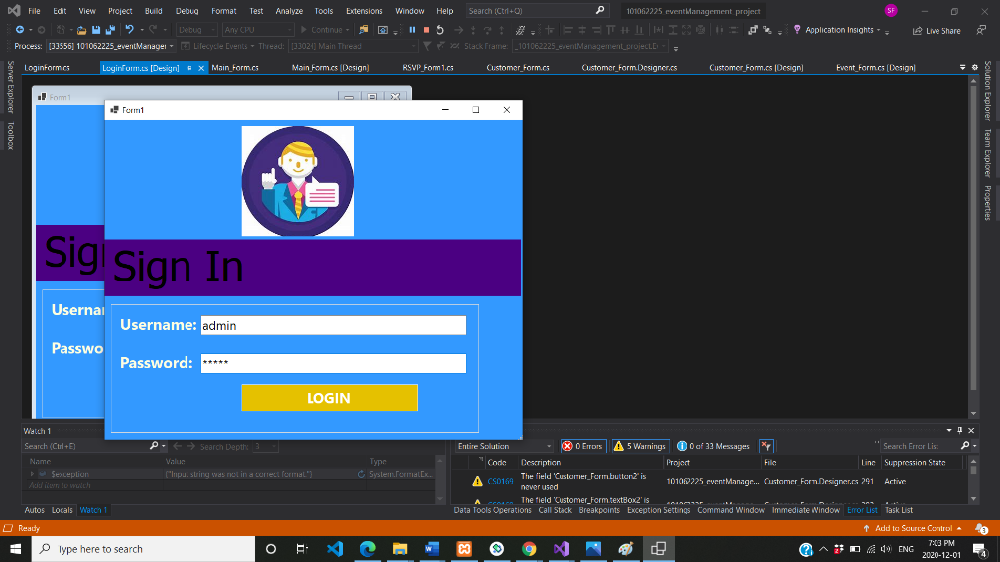 File Edit View Project Build Debug Format Test Analyze Tools Extensions Window Help Search (Ctrl+Q) 101062225_eventManagement_project SF
Debug Any CPU Continue Application Insights Live Share
Process: [33556] 101062225_eventManager Lifecycle Events Thread: [33024] Main Thread Stack Frame: _101062225_eventManagement_project.D
LoginForm.cs LoginForm.cs [Design] Main_Form.cs Main_Form.cs [Design] RSVP_Form1.cs Customer_Form.cs Customer_Form.Designer.cs Customer_Form.cs [Design] Event_Form.cs [Design]
Server Explorer
Toolbox
Solution Explorer
Team Explorer
Properties
Form1
Sign
Username
Passwo
Form1
Sign In
Username: admin
Password: *****
LOGIN
Watch 1
Search (Ctrl+E) Search Depth: 3
Name Value Type
$exception {"Input string was not in a correct format."} System.FormatEx...
Add item to watch
Autos Locals Watch 1
Entire Solution 0 Errors 5 Warnings 0 of 33 Messages Search Error List
Code Description Project File Line Suppression State
CS0169 The field 'Customer_Form.button2' is never used 101062225_eventManage... Customer_Form.Designer.cs 291 Active
The field 'Customer_Form.textBox2' is
Data Tools Operations Call Stack Breakpoints Exception Settings Command Window Immediate Window Error List Task List
Ready Add to Source Control
Type here to search ENG 7:03 PM
2020-12-01 4